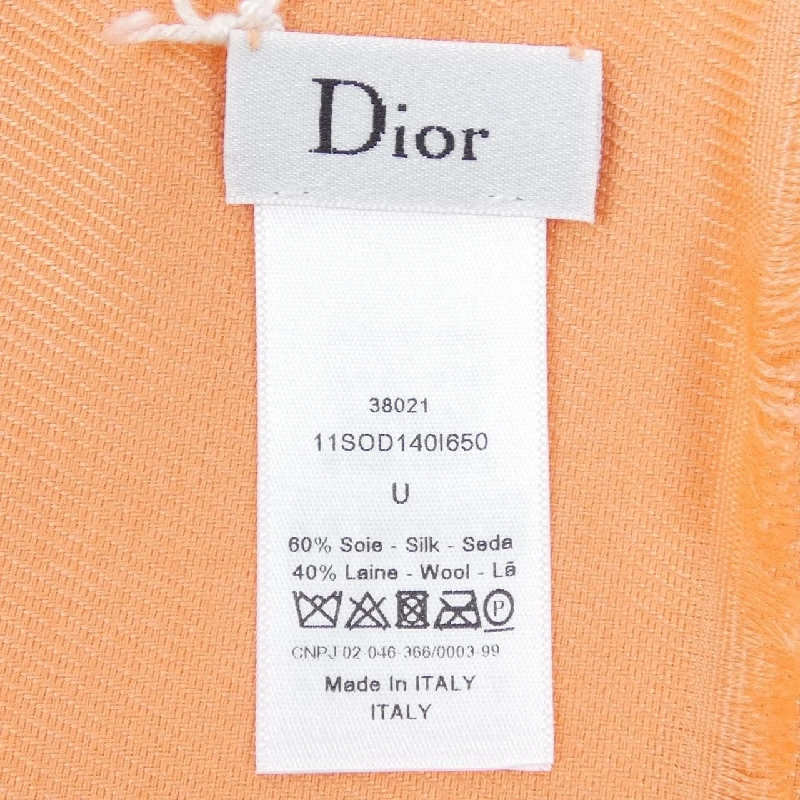 Dior
38021
11SOD140I650
U
60% Soie - Silk - Seda
40% Laine - Wool - Lã
P
CNPJ 02-046-366/0003-99
Made In ITALY
ITALY